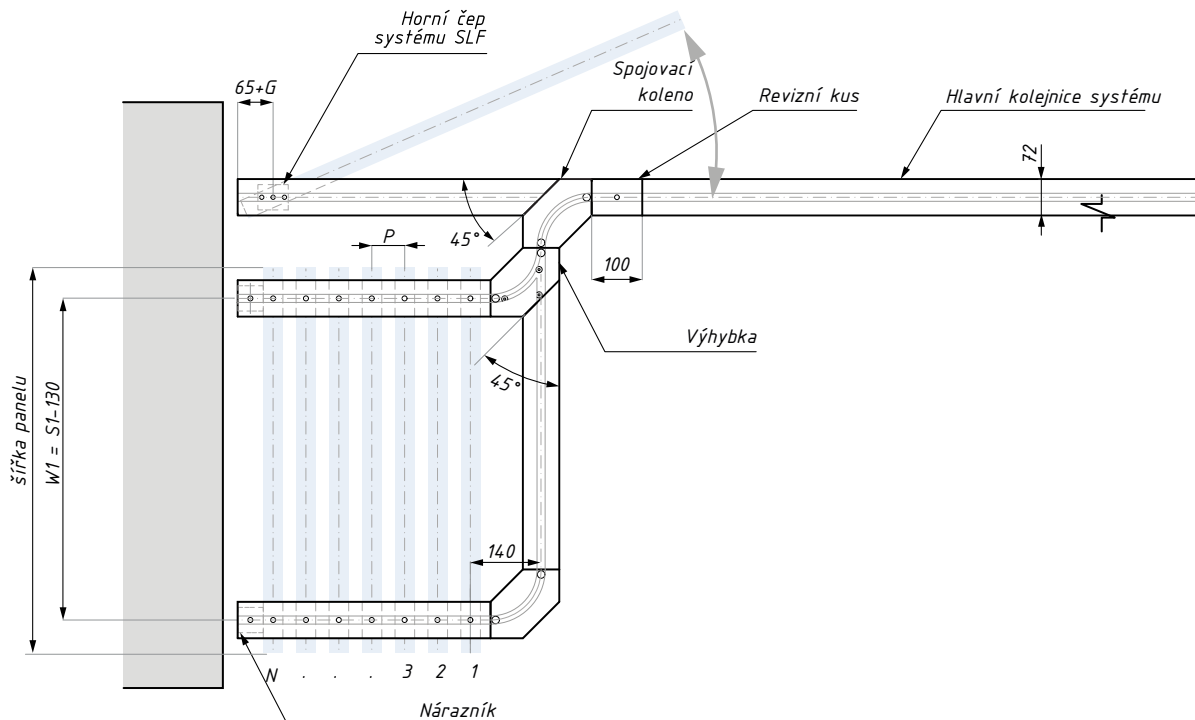 Horní čep
systému SLF
65+G
Spojovací
koleno
Revizní kus
Hlavní kolejnice systému
72
45°
P
100
Výhybka
45°
šířka panelu
W1 = S1-130
140
N . . . 3 2 1
Nárazník